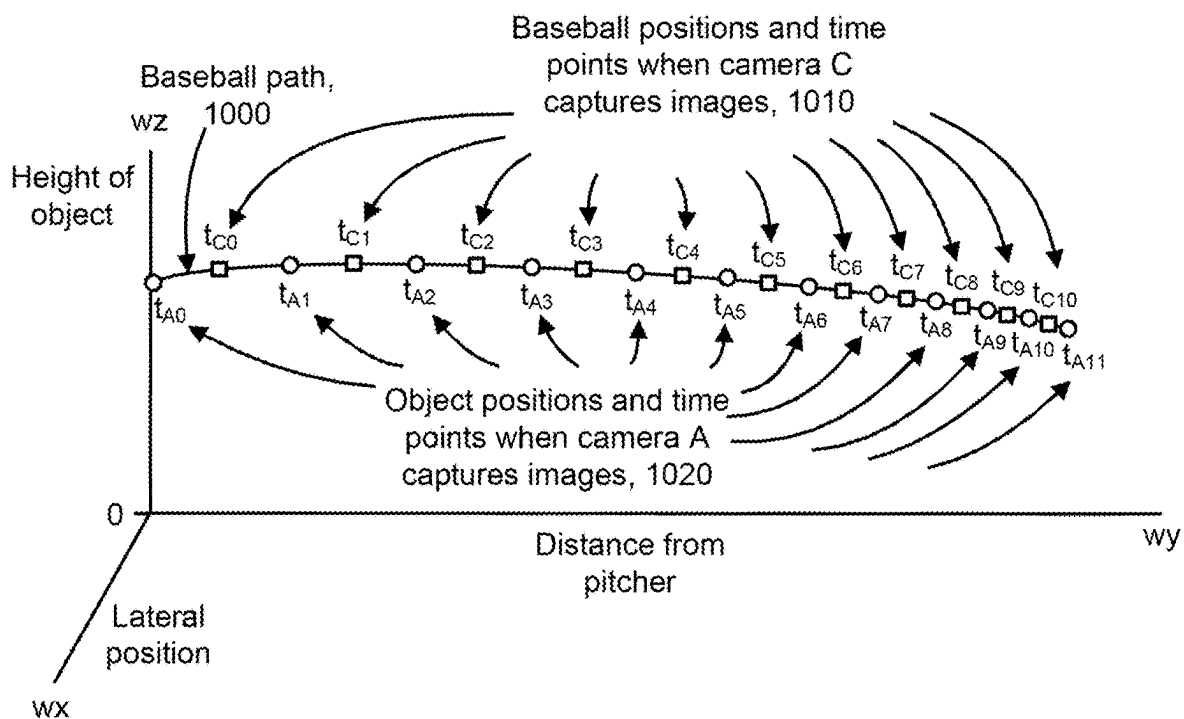 Baseball positions and time
points when camera C
captures images, 1010
Baseball path,
1000
wz
Height of
object
tC0
tC1
tC2
tC3
tC4
tC5
tC6
tC7
tC8
tC9
tC10
tA0
tA1
tA2
tA3
tA4
tA5
tA6
tA7
tA8
tA9
tA10
tA11
Object positions and time
points when camera A
captures images, 1020
0
wy
Distance from
pitcher
Lateral
position
wx